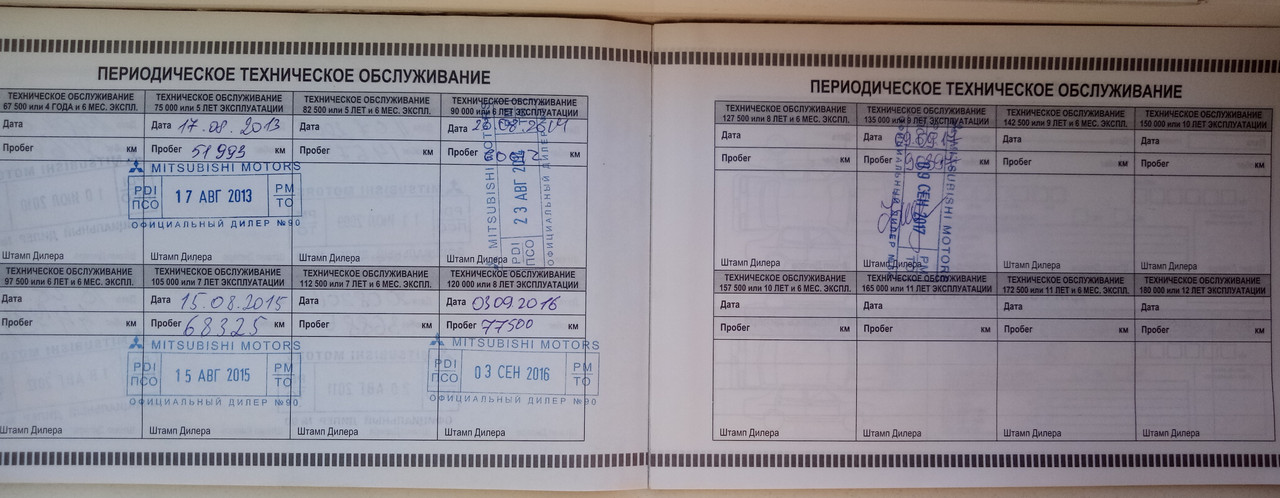 ПЕРИОДИЧЕСКОЕ ТЕХНИЧЕСКОЕ ОБСЛУЖИВАНИЕ
ТЕХНИЧЕСКОЕ ОБСЛУЖИВАНИЕ
67 500 или 4 ГОДА и 6 МЕС. ЭКСПЛ.
Дата
Пробег км
Штамп Дилера
ТЕХНИЧЕСКОЕ ОБСЛУЖИВАНИЕ
75 000 или 5 ЛЕТ ЭКСПЛУАТАЦИИ
Дата 17.08.2013
Пробег 51993 км
MITSUBISHI MOTORS
PDI
ПСО
17 АВГ 2013
PM
ТО
ОФИЦИАЛЬНЫЙ ДИЛЕР №90
Штамп Дилера
ТЕХНИЧЕСКОЕ ОБСЛУЖИВАНИЕ
82 500 или 5 ЛЕТ и 6 МЕС. ЭКСПЛ.
Дата
Пробег км
Штамп Дилера
ТЕХНИЧЕСКОЕ ОБСЛУЖИВАНИЕ
90 000 или 6 ЛЕТ ЭКСПЛУАТАЦИИ
Дата
Пробег км
MITSUBISHI MOTORS
PDI
ПСО
23 АВГ
ОФИЦИАЛЬНЫЙ ДИЛЕР
Штамп Дилера
ТЕХНИЧЕСКОЕ ОБСЛУЖИВАНИЕ
97 500 или 6 ЛЕТ и 6 МЕС. ЭКСПЛ.
Дата
Пробег км
Штамп Дилера
ТЕХНИЧЕСКОЕ ОБСЛУЖИВАНИЕ
105 000 или 7 ЛЕТ ЭКСПЛУАТАЦИИ
Дата 15.08.2015
Пробег 68325 км
MITSUBISHI MOTORS
PDI
ПСО
15 АВГ 2015
PM
ТО
ОФИЦИАЛЬНЫЙ ДИЛЕР №90
Штамп Дилера
ТЕХНИЧЕСКОЕ ОБСЛУЖИВАНИЕ
112 500 или 7 ЛЕТ и 6 МЕС. ЭКСПЛ.
Дата
Пробег км
Штамп Дилера
ТЕХНИЧЕСКОЕ ОБСЛУЖИВАНИЕ
120 000 или 8 ЛЕТ ЭКСПЛУАТАЦИИ
Дата 03.09.2016
Пробег 77500 км
MITSUBISHI MOTORS
PDI
ПСО
03 СЕН 2016
PM
ТО
ОФИЦИАЛЬНЫЙ ДИЛЕР №90
Штамп Дилера
ПЕРИОДИЧЕСКОЕ ТЕХНИЧЕСКОЕ ОБСЛУЖИВАНИЕ
ТЕХНИЧЕСКОЕ ОБСЛУЖИВАНИЕ
127 500 или 8 ЛЕТ и 6 МЕС. ЭКСПЛ.
Дата
Пробег км
Штамп Дилера
ТЕХНИЧЕСКОЕ ОБСЛУЖИВАНИЕ
135 000 или 9 ЛЕТ ЭКСПЛУАТАЦИИ
Дата
Пробег км
MITSUBISHI MOTORS
PM
ТО
09 СЕН 2017
ОФИЦИАЛЬНЫЙ ДИЛЕР
Штамп Дилера
ТЕХНИЧЕСКОЕ ОБСЛУЖИВАНИЕ
142 500 или 9 ЛЕТ и 6 МЕС. ЭКСПЛ.
Дата
Пробег км
Штамп Дилера
ТЕХНИЧЕСКОЕ ОБСЛУЖИВАНИЕ
150 000 или 10 ЛЕТ ЭКСПЛУАТАЦИИ
Дата
Пробег км
Штамп Дилера
ТЕХНИЧЕСКОЕ ОБСЛУЖИВАНИЕ
157 500 или 10 ЛЕТ и 6 МЕС. ЭКСПЛ.
Дата
Пробег км
Штамп Дилера
ТЕХНИЧЕСКОЕ ОБСЛУЖИВАНИЕ
165 000 или 11 ЛЕТ ЭКСПЛУАТАЦИИ
Дата
Пробег км
Штамп Дилера
ТЕХНИЧЕСКОЕ ОБСЛУЖИВАНИЕ
172 500 или 11 ЛЕТ и 6 МЕС. ЭКСПЛ.
Дата
Пробег км
Штамп Дилера
ТЕХНИЧЕСКОЕ ОБСЛУЖИВАНИЕ
180 000 или 12 ЛЕТ ЭКСПЛУАТАЦИИ
Дата
Пробег км
Штамп Дилера